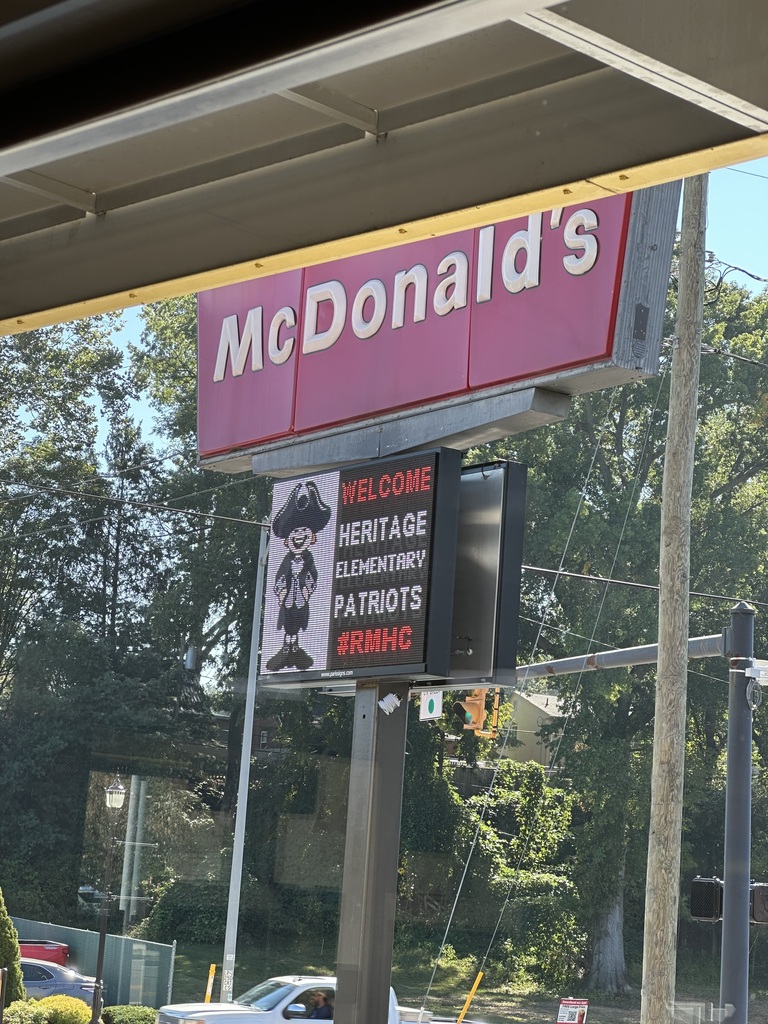 McDonald's
WELCOME
HERITAGE
ELEMENTARY
PATRIOTS
#RMHC